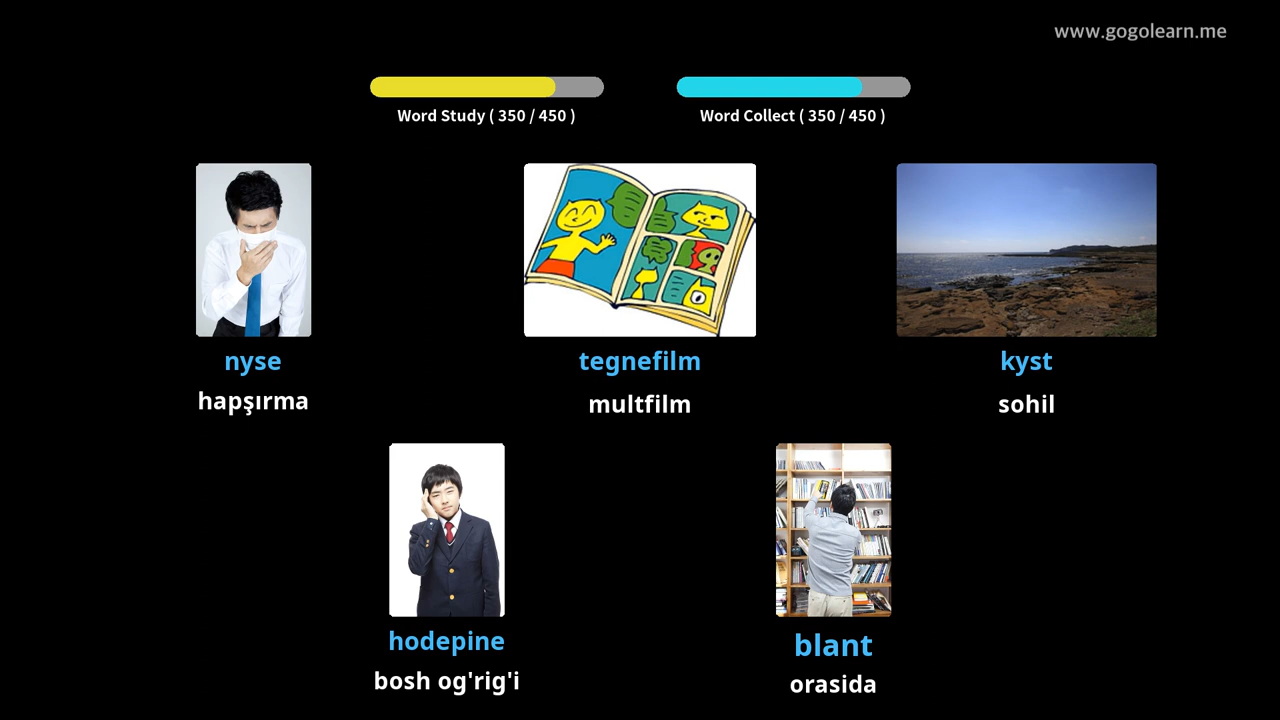 www.gogolearn.me
Word Study ( 350 / 450 )
Word Collect ( 350 / 450 )
nyse
hapşırma
tegnefilm
multfilm
kyst
sohil
hodepine
bosh og'rig'i
blant
orasida